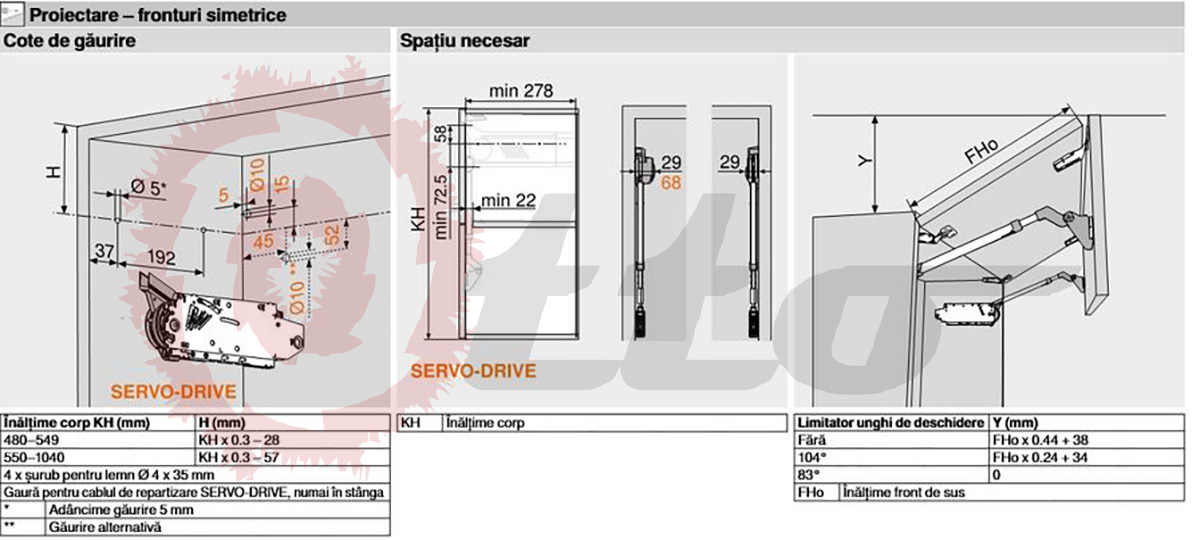 Proiectare – fronturi simetrice
Cote de găurire
H
Ø 5*
5
Ø10
15
37
192
45
52
Ø10 **
SERVO-DRIVE
Înălțime corp KH (mm) H (mm)
480–549 KH x 0.3 – 28
550–1040 KH x 0.3 – 57
4 x șurub pentru lemn Ø 4 x 35 mm
Gaură pentru cablul de repartizare SERVO-DRIVE, numai în stânga
* Adâncime găurire 5 mm
** Găurire alternativă
Spațiu necesar
min 278
58
KH
min 72.5
min 22
29
68
29
SERVO-DRIVE
KH Înălțime corp
Y
FHo
Limitator unghi de deschidere Y (mm)
Fără FHo x 0.44 + 38
104° FHo x 0.24 + 34
83° 0
FHo Înălțime front de sus
Otto